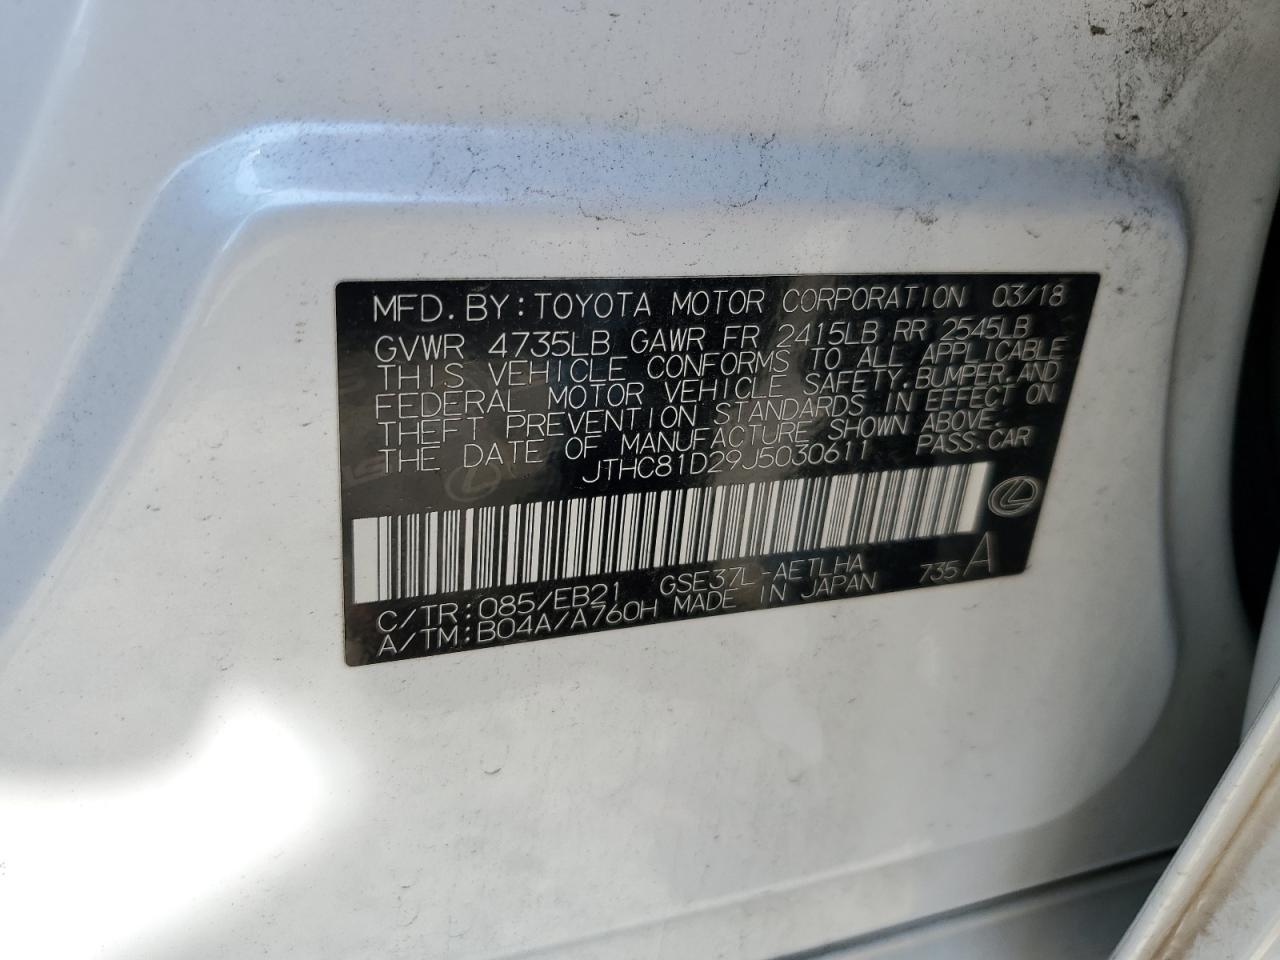 MFD. BY: TOYOTA MOTOR CORPORATION 03/18
GVWR 4735LB GAWR FR 2415LB RR 2545LB
THIS VEHICLE CONFORMS TO ALL APPLICABLE
FEDERAL MOTOR VEHICLE SAFETY, BUMPER, AND
THEFT PREVENTION STANDARDS IN EFFECT ON
THE DATE OF MANUFACTURE SHOWN ABOVE.
JTHC81D29J5030611 PASS. CAR
C/TR: 085/EB21 GSE37L-AETLHA
A/TM: B04A/A760H MADE IN JAPAN 735 A